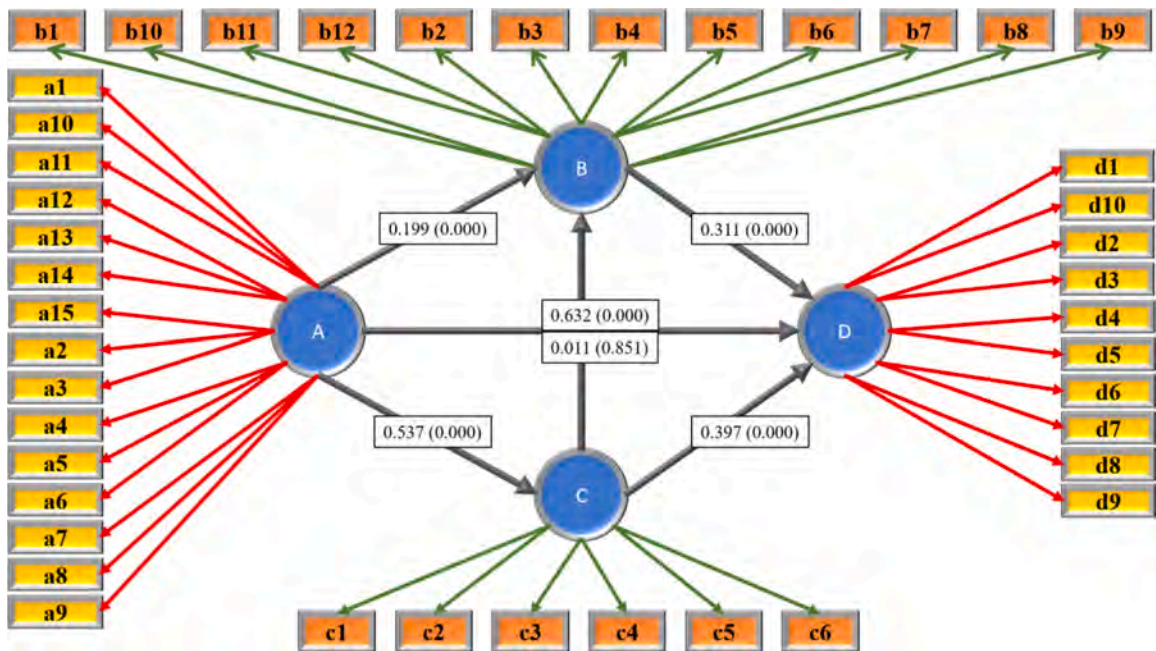 b1 b10 b11 b12 b2 b3 b4 b5 b6 b7 b8 b9
a1
a10
a11
a12
a13
a14
a15
a2
a3
a4
a5
a6
a7
a8
a9
B
0.199 (0.000)
0.311 (0.000)
A
0.632 (0.000)
0.011 (0.851)
D
0.537 (0.000)
0.397 (0.000)
C
d1
d10
d2
d3
d4
d5
d6
d7
d8
d9
c1 c2 c3 c4 c5 c6